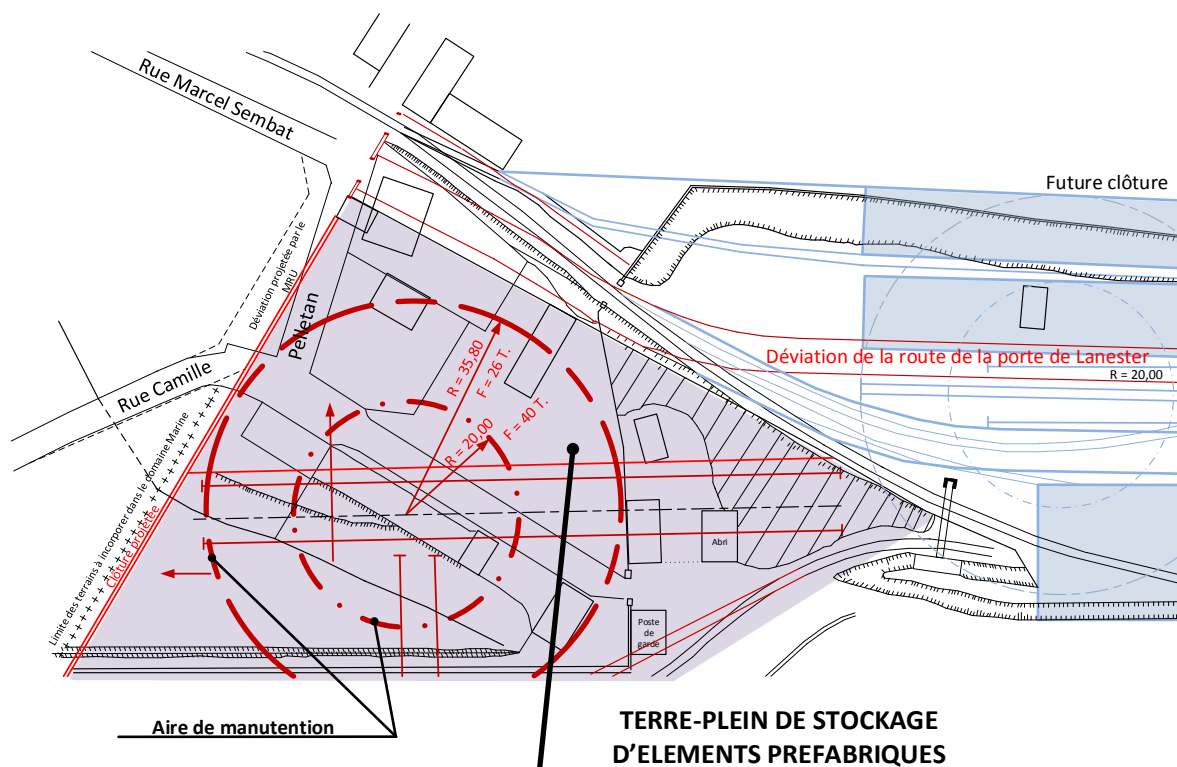 Rue Marcel Sembat
Future clôture
Déviation projetée par le
MRU
Pelletan
R = 35,80
F = 26 T.
Déviation de la route de la porte de Lanester
R = 20,00
Rue Camille
R = 20,00
F = 40 T.
Limite des terrains à incorporer dans le domaine Marine
Clôture projetée
Abri
Poste
de
garde
Aire de manutention
TERRE-PLEIN DE STOCKAGE
D'ELEMENTS PREFABRIQUES